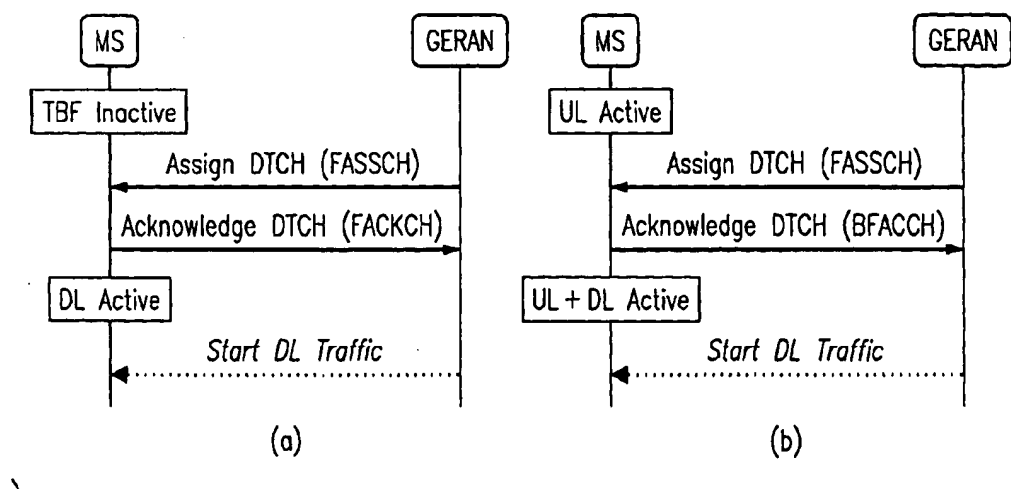 MS
GERAN
TBF Inactive
Assign DTCH (FASSCH)
Acknowledge DTCH (FACKCH)
DL Active
Start DL Traffic
(a)
MS
GERAN
UL Active
Assign DTCH (FASSCH)
Acknowledge DTCH (BFACCH)
UL + DL Active
Start DL Traffic
(b)